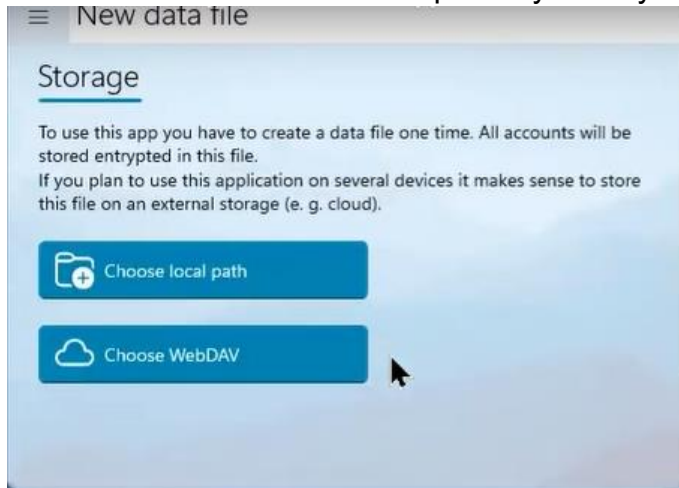 New data file
Storage
To use this app you have to create a data file one time. All accounts will be
stored entrypted in this file.
If you plan to use this application on several devices it makes sense to store
this file on an external storage (e. g. cloud).
Choose local path
Choose WebDAV